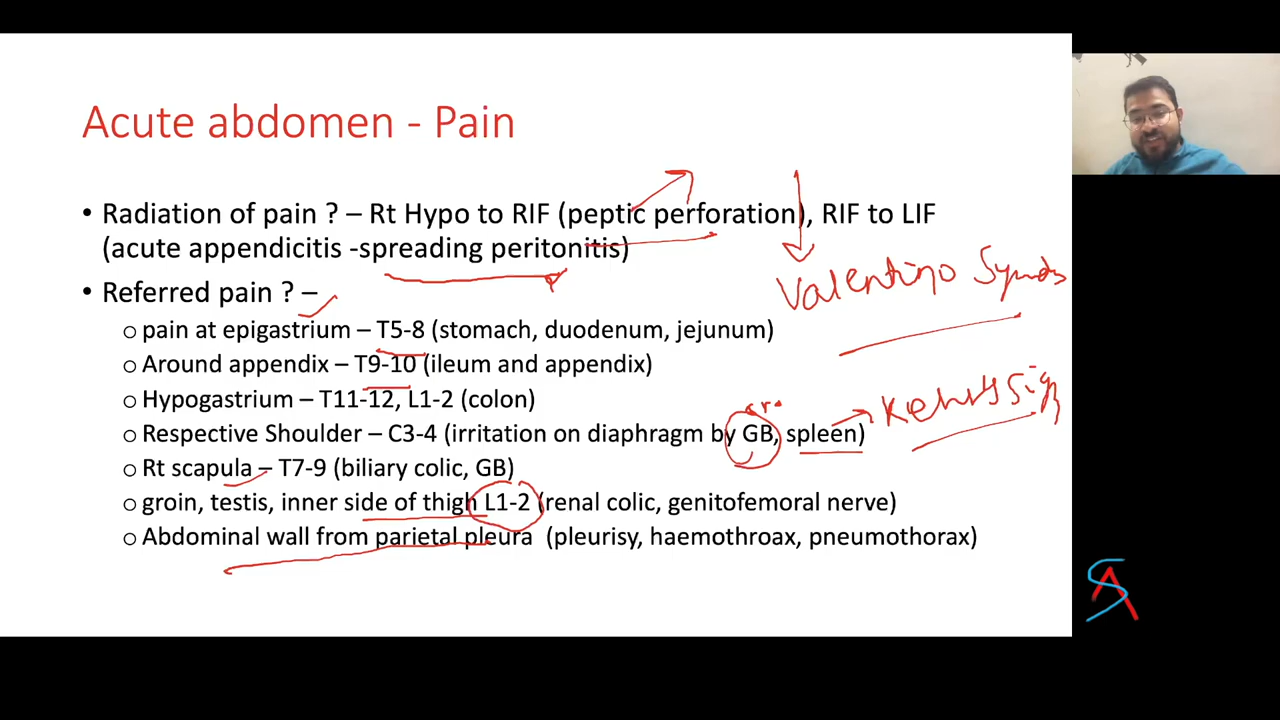 Acute abdomen - Pain
• Radiation of pain ? – Rt Hypo to RIF (peptic perforation), RIF to LIF
(acute appendicitis -spreading peritonitis)
Valentino
• Referred pain ? –
o pain at epigastrium – T5-8 (stomach, duodenum, jejunum)
o Around appendix – T9-10 (ileum and appendix)
o Hypogastrium – T11-12, L1-2 (colon)
Sign
o Respective Shoulder – C3-4 (irritation on diaphragm by GB, spleen)
o Rt scapula – T7-9 (biliary colic, GB)
o groin, testis, inner side of thigh L1-2 (renal colic, genitofemoral nerve)
o Abdominal wall from parietal pleura (pleurisy, haemothroax, pneumothorax)
SA